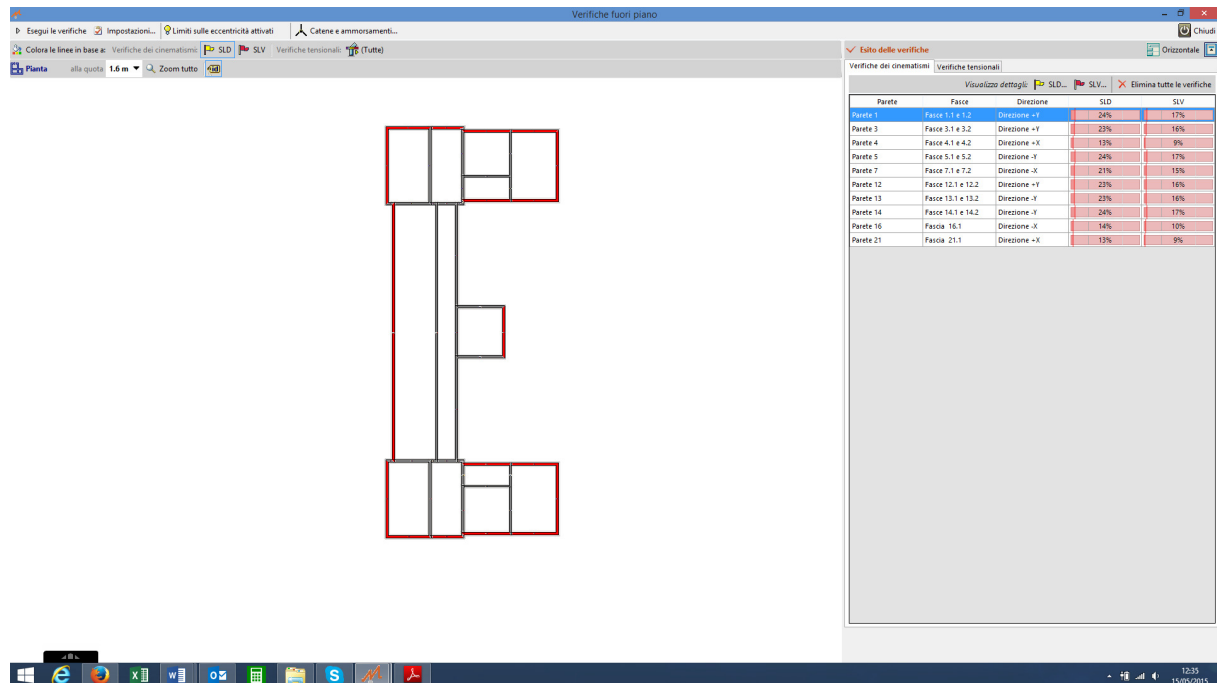 Verifiche fuori piano
Esegui le verifiche Impostazioni... Limiti sulle eccentricità attivati Catene e ammorsamenti... Chiudi
Colora le linee in base a: Verifiche dei cinematismi: SLD SLV Verifiche tensionali: (Tutte)
Pianta alla quota 1.6 m Zoom tutto
Esito delle verifiche Orizzontale
Verifiche dei cinematismi Verifiche tensionali
Visualizza dettagli: SLD... SLV... Elimina tutte le verifiche
Parete Fasce Direzione SLD SLV
Parete 1 Fasce 1.1 e 1.2 Direzione +Y 24% 17%
Parete 3 Fasce 3.1 e 3.2 Direzione +Y 23% 16%
Parete 4 Fasce 4.1 e 4.2 Direzione +X 13% 9%
Parete 5 Fasce 5.1 e 5.2 Direzione -Y 24% 17%
Parete 7 Fasce 7.1 e 7.2 Direzione -X 21% 15%
Parete 12 Fasce 12.1 e 12.2 Direzione +Y 23% 16%
Parete 13 Fasce 13.1 e 13.2 Direzione -Y 23% 16%
Parete 14 Fasce 14.1 e 14.2 Direzione -Y 24% 17%
Parete 16 Fascia 16.1 Direzione -X 14% 10%
Parete 21 Fascia 21.1 Direzione +X 13% 9%
12:35
15/05/2015